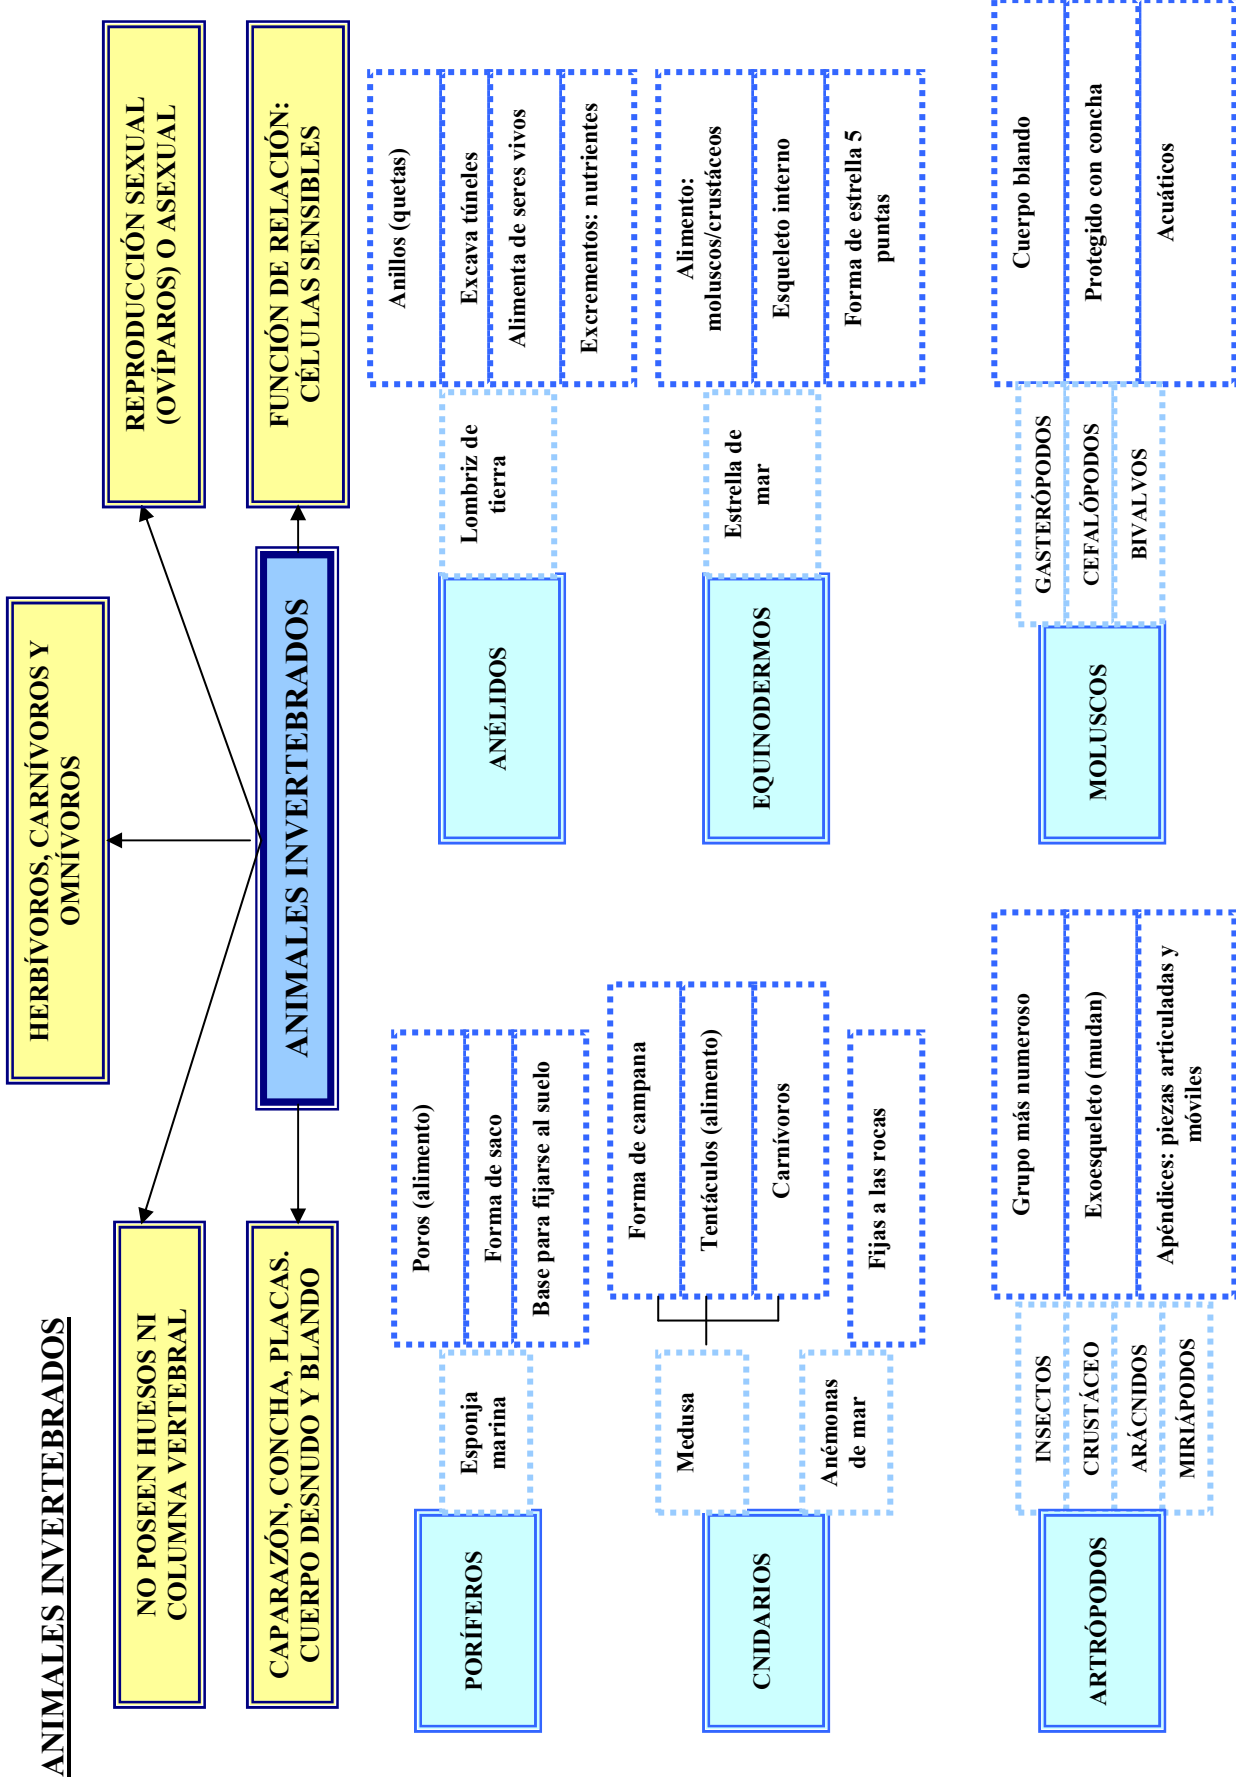 ANIMALES INVERTEBRADOS
HERBÍVOROS, CARNÍVOROS Y
OMNÍVOROS
NO POSEEN HUESOS NI
COLUMNA VERTEBRAL
REPRODUCCIÓN SEXUAL
(OVÍPAROS) O ASEXUAL
CAPARAZÓN, CONCHA, PLACAS.
CUERPO DESNUDO Y BLANDO
ANIMALES INVERTEBRADOS
FUNCIÓN DE RELACIÓN:
CÉLULAS SENSIBLES
PORÍFEROS
Esponja
marina
Poros (alimento)
Forma de saco
Base para fijarse al suelo
ANÉLIDOS
Lombriz de
tierra
Anillos (quetas)
Excava túneles
Alimenta de seres vivos
Excrementos: nutrientes
CNIDARIOS
Medusa
Forma de campana
Tentáculos (alimento)
Carnívoros
Anémonas
de mar
Fijas a las rocas
EQUINODERMOS
Estrella de
mar
Alimento:
moluscos/crustáceos
Esqueleto interno
Forma de estrella 5
puntas
ARTRÓPODOS
INSECTOS
CRUSTÁCEO
ARÁCNIDOS
MIRIÁPODOS
Grupo más numeroso
Exoesqueleto (mudan)
Apéndices: piezas articuladas y
móviles
MOLUSCOS
GASTERÓPODOS
CEFALÓPODOS
BIVALVOS
Cuerpo blando
Protegido con concha
Acuáticos